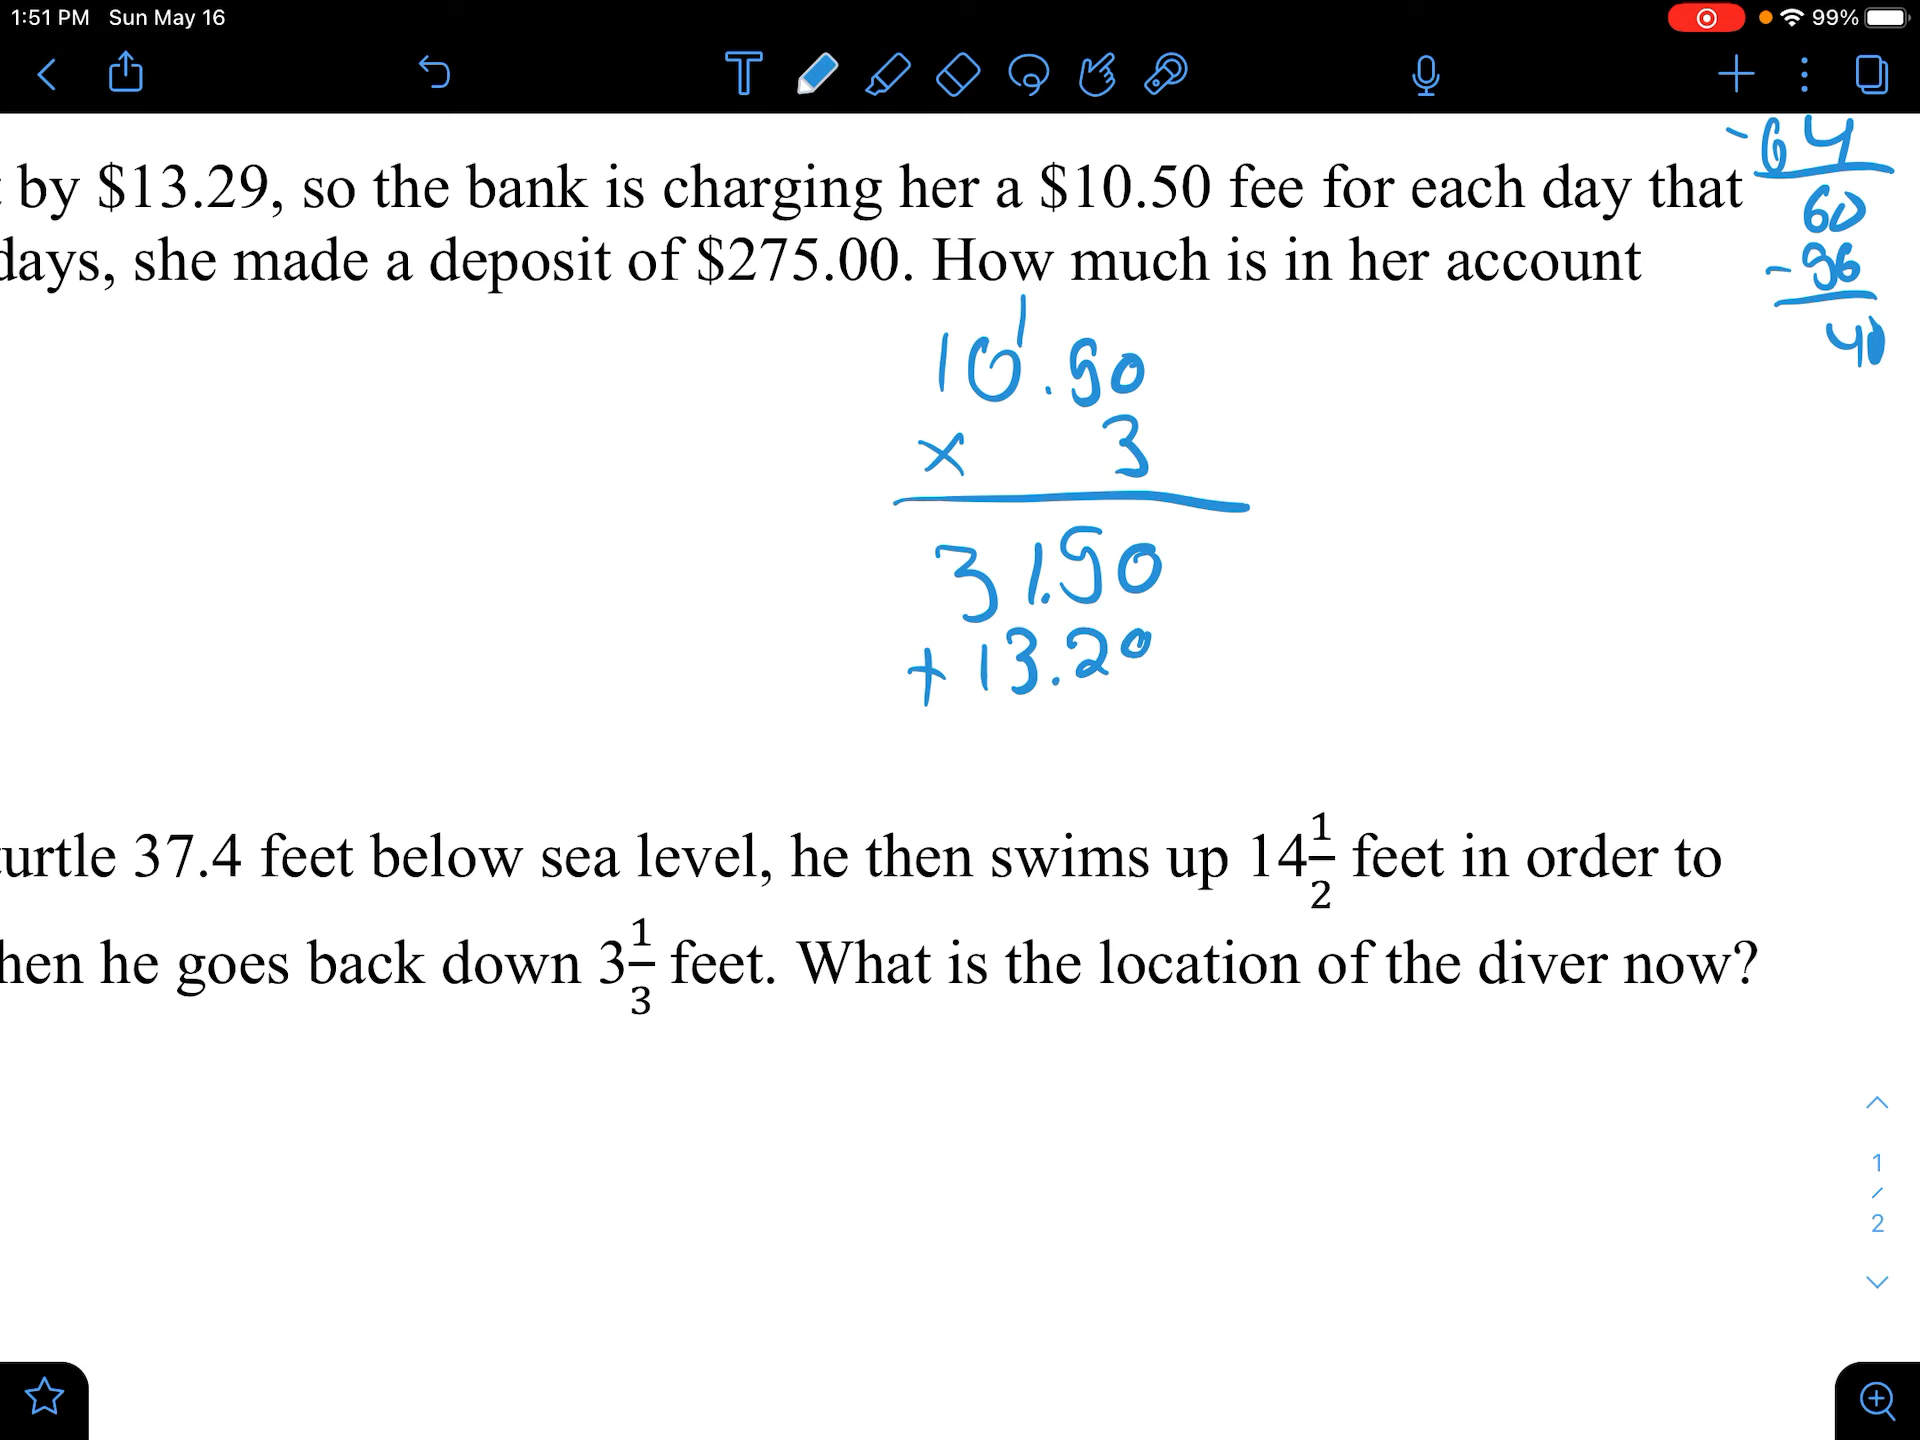 1:51 PM Sun May 16
99%
by $13.29, so the bank is charging her a $10.50 fee for each day that
days, she made a deposit of $275.00. How much is in her account
-64
60
-56
40
1
10.50
x 3
31.50
+13.20
turtle 37.4 feet below sea level, he then swims up 14 1/2 feet in order to
hen he goes back down 3 1/3 feet. What is the location of the diver now?
1
/
2